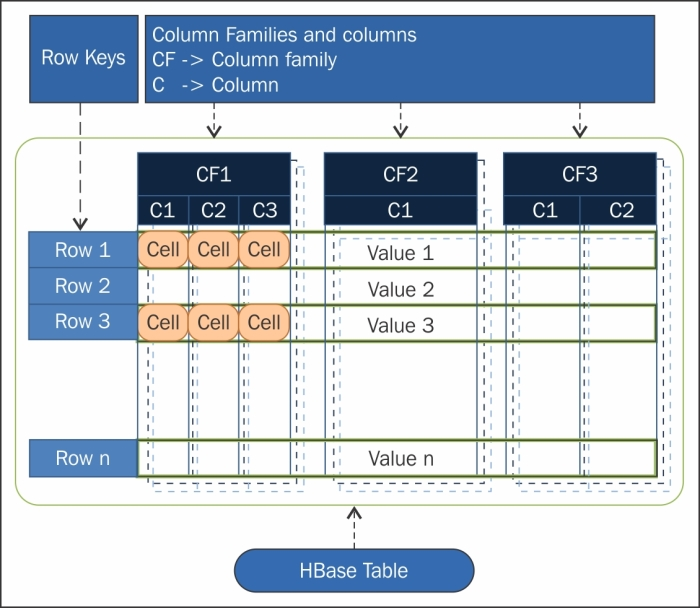 Row Keys
Column Families and columns
CF -> Column family
C -> Column
CF1 CF2 CF3
C1 C2 C3 C1 C1 C2
Row 1 Cell Cell Cell Value 1
Row 2 Value 2
Row 3 Cell Cell Cell Value 3
Row n Value n
HBase Table